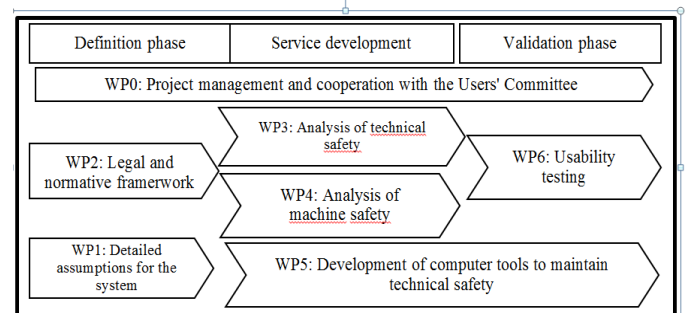 Definition phase
Service development
Validation phase
WP0: Project management and cooperation with the Users' Committee
WP3: Analysis of technical
safety
WP2: Legal and
normative framerwork
WP6: Usability
testing
WP4: Analysis of
machine safety
WP1: Detailed
assumptions for the
system
WP5: Development of computer tools to maintain
technical safety